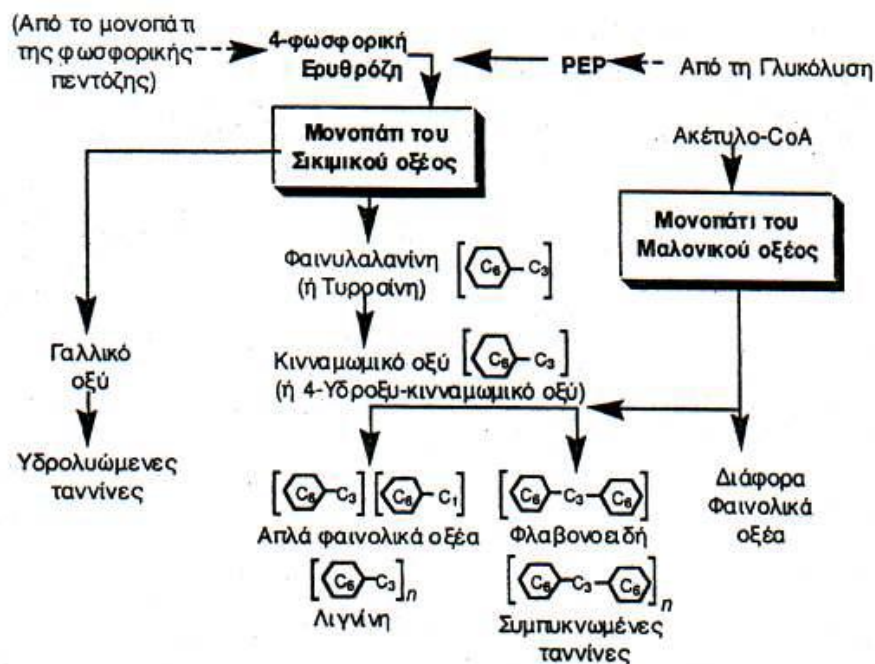 (Από το μονοπάτι
της φωσφορικής
πεντόζης)
4-φωσφορική
Ερυθρόζη
PEP
Από τη Γλυκόλυση
Μονοπάτι του
Σικιμικού οξέος
Ακέτυλο-CoA
Μονοπάτι του
Μαλονικού οξέος
Φαινυλαλανίνη
(ή Τυροσίνη)
[C6-C3]
Γαλλικό
οξύ
Κινναμωμικό οξύ
(ή 4-Υδροξυ-κινναμωμικό οξύ)
[C6-C3]
Υδρολυώμενες
ταννίνες
[C6-C3] [C6-C1]
Απλά φαινολικά οξέα
[C6-C3]n
Λιγνίνη
[C6-C3-C6]
Φλαβονοειδή
[C6-C3-C6]n
Συμπυκνωμένες
ταννίνες
Διάφορα
Φαινολικά
οξέα